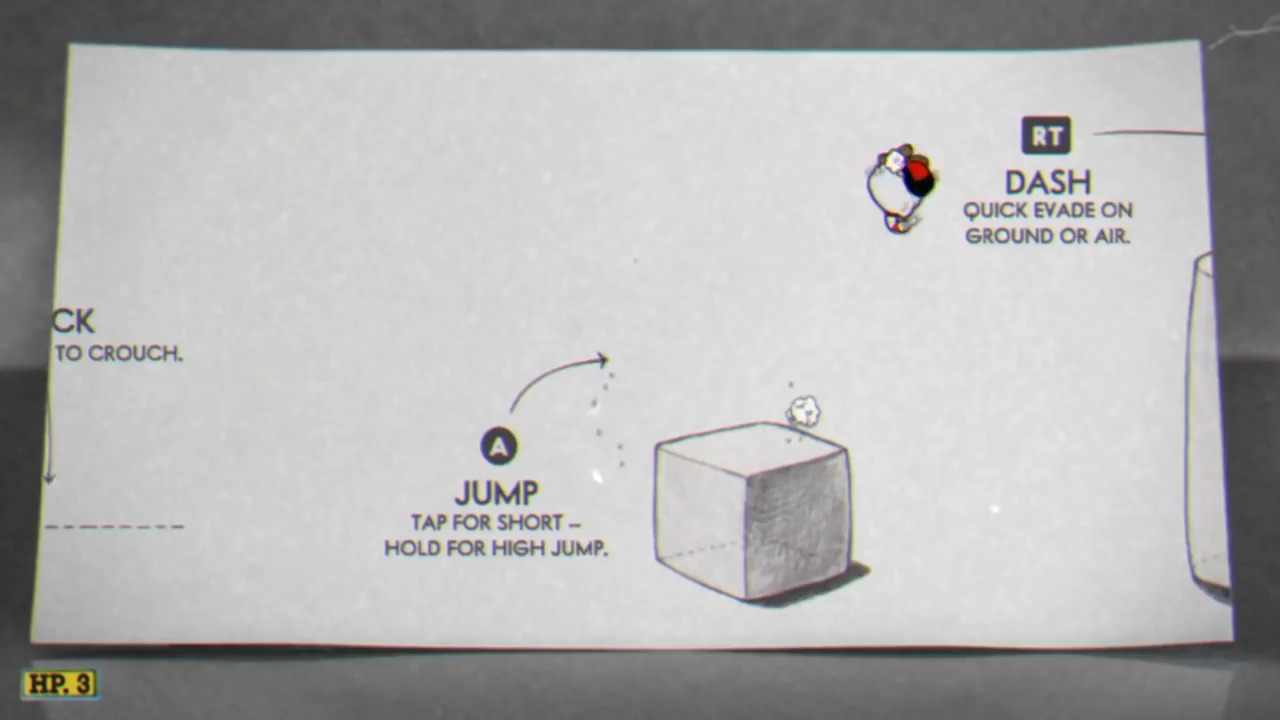 RT
DASH
QUICK EVADE ON
GROUND OR AIR.
CK
TO CROUCH.
A
JUMP
TAP FOR SHORT –
HOLD FOR HIGH JUMP.
HP. 3